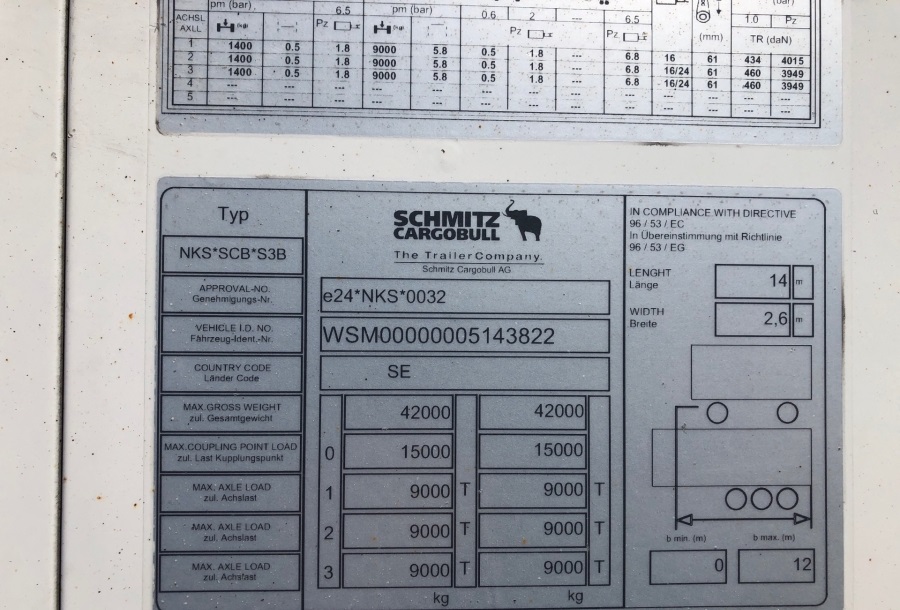 pm (bar) pm (bar) (bar)
6.5 0.6 2 --- 6.5 1.0 Pz
ACHSL
AXLL
(kg) Pz Pz Pz (mm) TR (daN)
1 1400 0.5 1.8 9000 5.8 0.5 1.8 --- 6.8 16 61 434 4015
2 1400 0.5 1.8 9000 5.8 0.5 1.8 --- 6.8 16/24 61 460 3949
3 1400 0.5 1.8 9000 5.8 0.5 1.8 --- 6.8 16/24 61 460 3949
4 --- --- --- --- --- --- --- --- --- --- --- --- ---
5 --- --- --- --- --- --- --- --- --- --- --- --- ---
Typ
NKS*SCB*S3B
SCHMITZ
CARGOBULL
The Trailer Company.
Schmitz Cargobull AG
IN COMPLIANCE WITH DIRECTIVE
96 / 53 / EC
In Übereinstimmung mit Richtlinie
96 / 53 / EG
APPROVAL-NO.
Genehmigungs-Nr.
e24*NKS*0032
LENGHT
Länge
14 m
VEHICLE I.D. NO.
Fährzeug-Ident.-Nr.
WSM00000005143822
WIDTH
Breite
2,6 m
COUNTRY CODE
Länder Code
SE
MAX.GROSS WEIGHT
zul. Gesamtgewicht
42000 42000
MAX.COUPLING POINT LOAD
zul. Last Kupplungspunkt
0 15000 15000
MAX. AXLE LOAD
zul. Achslast
1 9000 T 9000 T
MAX. AXLE LOAD
zul. Achslast
2 9000 T 9000 T
MAX. AXLE LOAD
zul. Achslast
3 9000 T 9000 T
kg kg
b min. (m) b max. (m)
0 12